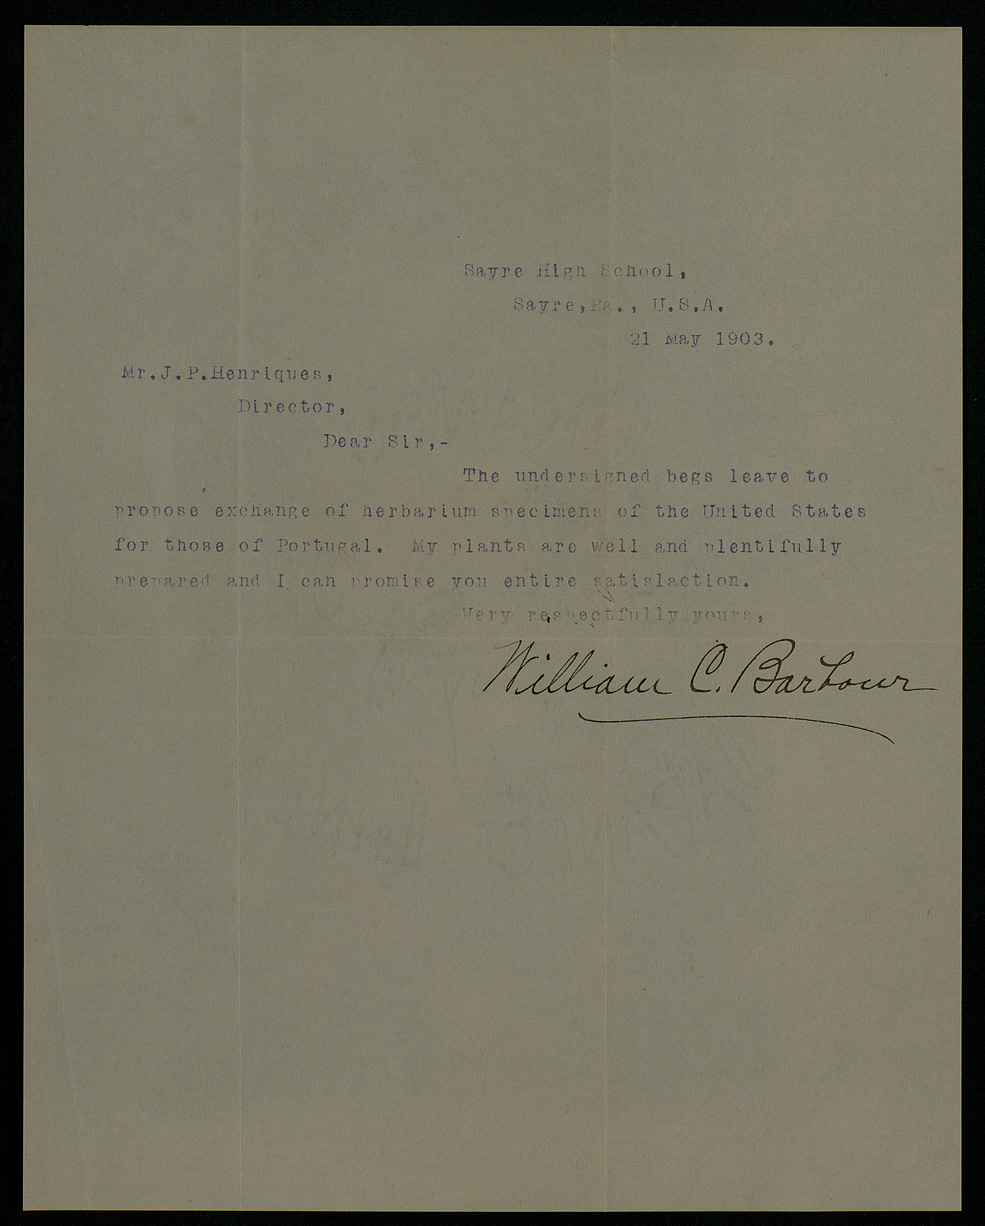 Sayre High School,
Sayre,Pa., U.S.A.
21 May 1903.
Mr.J.P.Henriques,
Director,
Dear Sir,-
The undersigned begs leave to
propose exchange of herbarium specimens of the United States
for those of Portugal. My plants are well and plentifully
prepared and I can promise you entire satislaction.
Very respectfully yours,
William C. Barbour